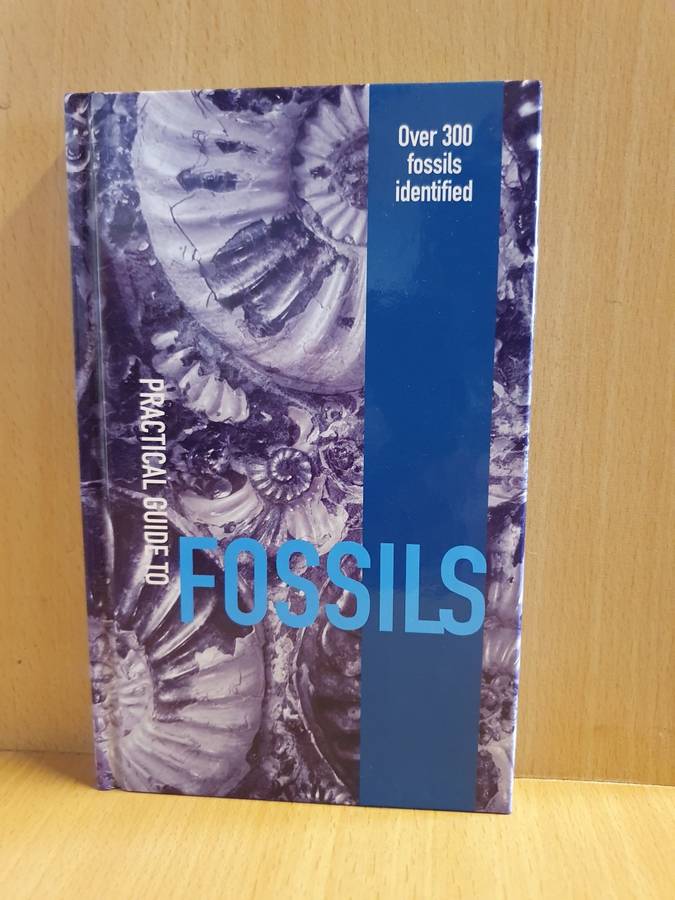 Over 300
fossils
identified
PRACTICAL GUIDE TO
FOSSILS